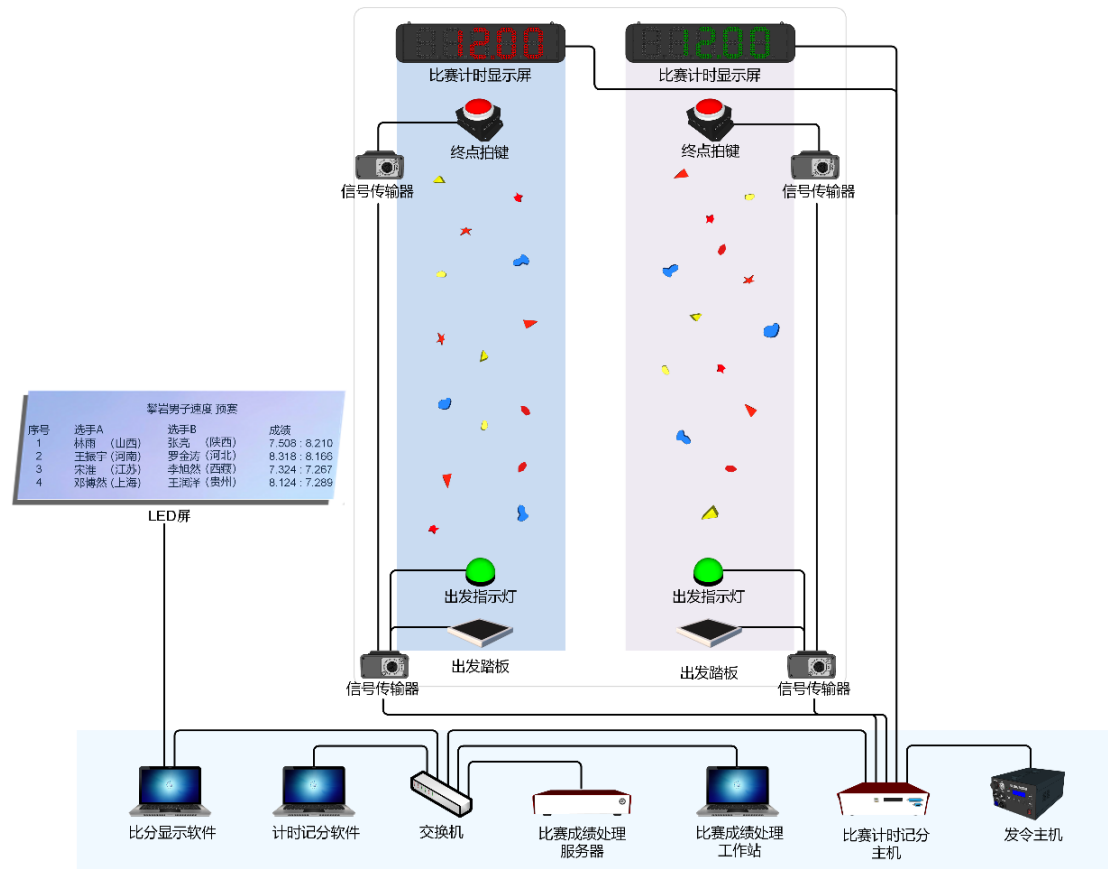 1200
1200
比赛计时显示屏
比赛计时显示屏
终点拍键
终点拍键
信号传输器
信号传输器
攀岩男子速度 预赛
序号 选手A 选手B 成绩
1 林雨 (山西) 张亮 (陕西) 7.508 : 8.210
2 王振宇 (河南) 罗金涛 (河北) 8.318 : 8.166
3 宋淮 (江苏) 李旭然 (西藏) 7.324 : 7.267
4 邓博然 (上海) 王润泽 (贵州) 8.124 : 7.289
LED屏
出发指示灯
出发指示灯
出发踏板
出发踏板
信号传输器
信号传输器
比分显示软件
计时记分软件
交换机
比赛成绩处理
服务器
比赛成绩处理
工作站
比赛计时记分
主机
发令主机